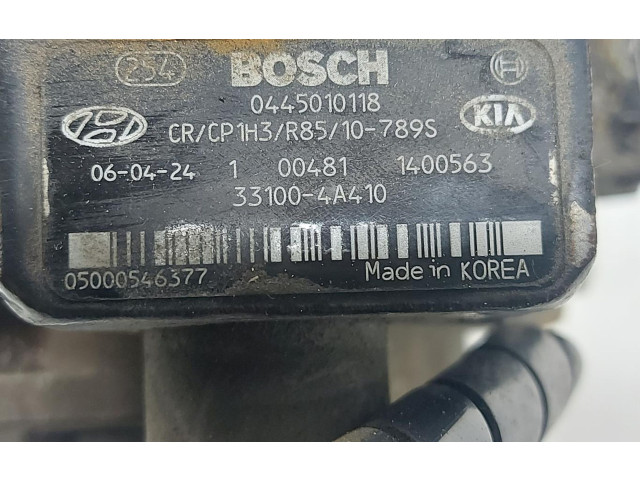 254 BOSCH
0445010118
CR/CP1H3/R85/10-789S KIA
06-04-24 1 00481 1400563
33100-4A410
05000546377 Made in KOREA